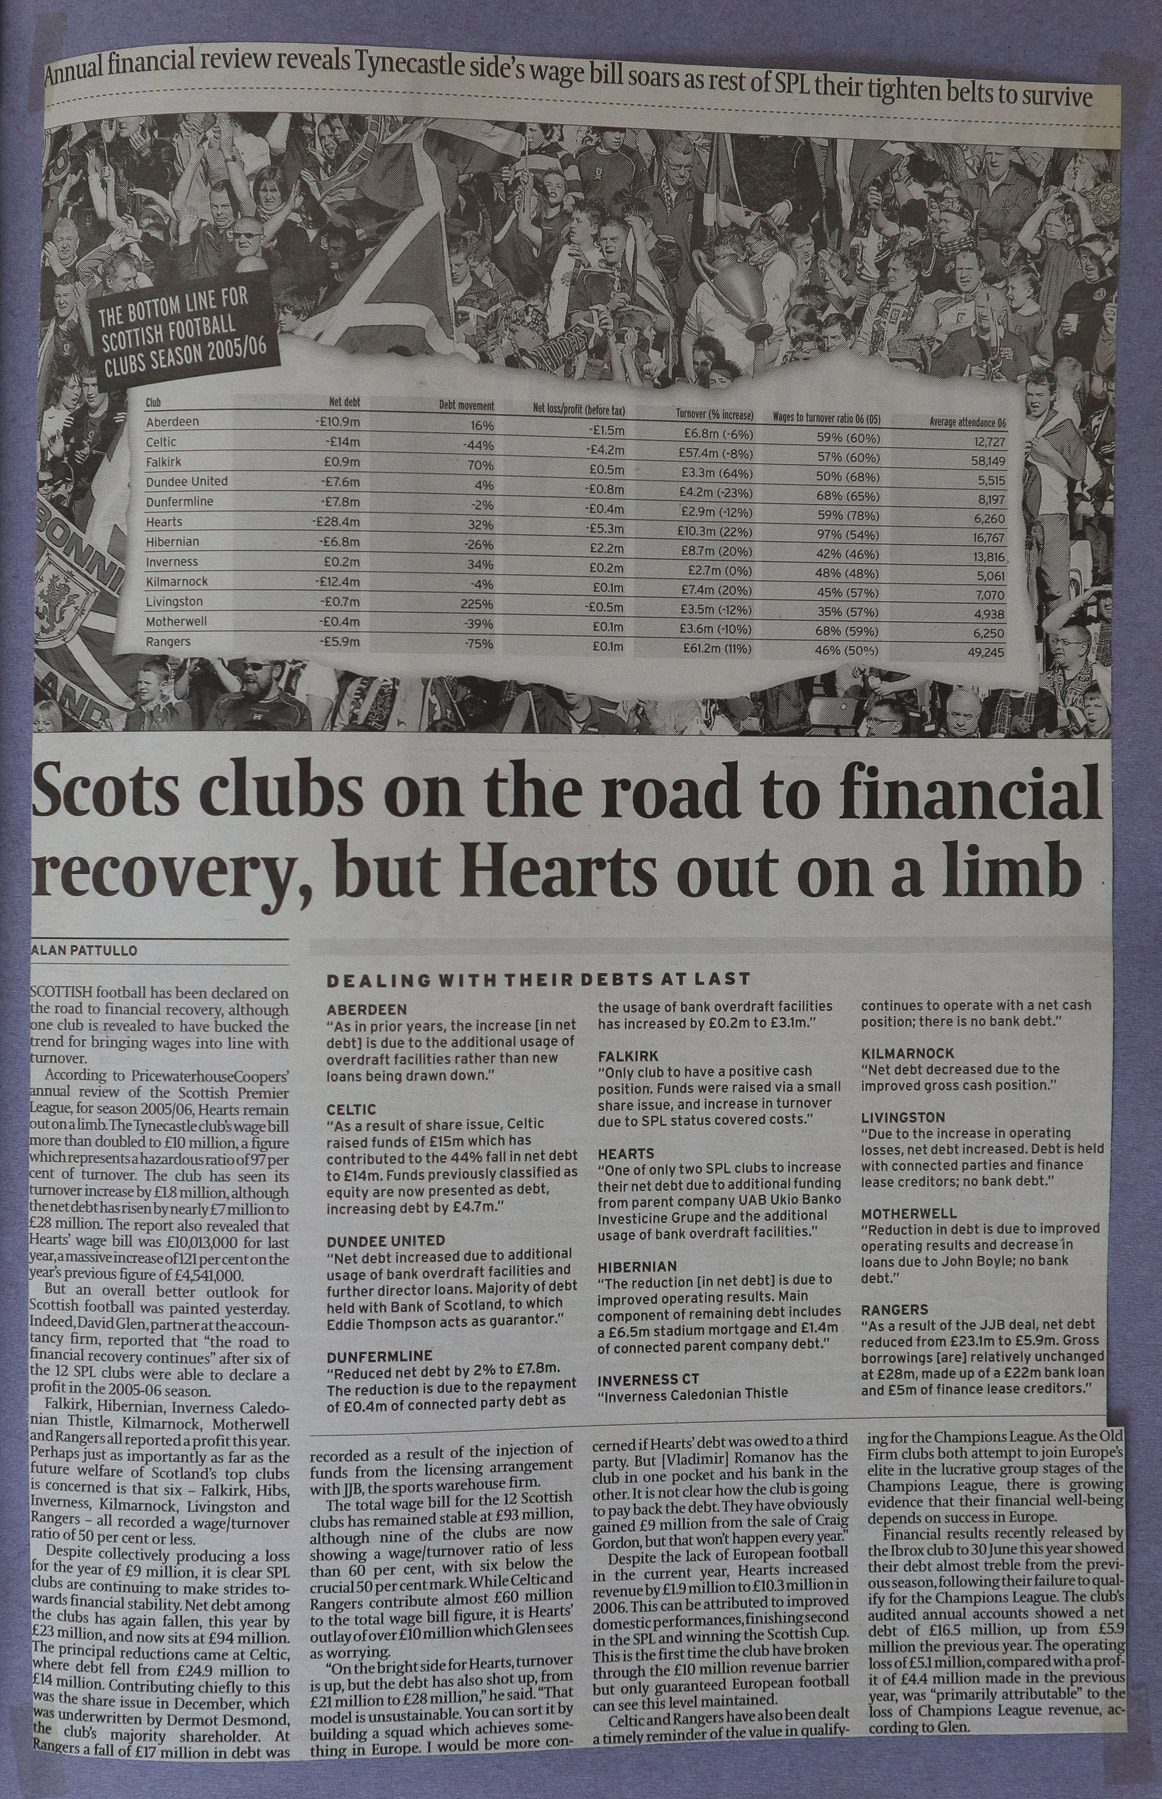 Annual financial review reveals Tynecastle side's wage bill soars as rest of SPL their tighten belts to survive
THE BOTTOM LINE FOR
SCOTTISH FOOTBALL
CLUBS SEASON 2005/06
Club Net debt Debt movement Net loss/profit (before tax) Turnover (% increase) Wages to turnover ratio 06 (05) Average attendance 06
Aberdeen -£10.9m 16% -£1.5m £6.8m (-6%) 59% (60%) 12,727
Celtic -£14m -44% -£4.2m £57.4m (-8%) 57% (60%) 58,149
Falkirk £0.9m 70% £0.5m £3.3m (64%) 50% (68%) 5,515
Dundee United -£7.6m 4% -£0.8m £4.2m (-23%) 68% (65%) 8,197
Dunfermline -£7.8m -2% -£0.4m £2.9m (-12%) 59% (78%) 6,260
Hearts -£28.4m 32% -£5.3m £10.3m (22%) 97% (54%) 16,767
Hibernian -£6.8m -26% £2.2m £8.7m (20%) 42% (46%) 13,816
Inverness £0.2m 34% £0.2m £2.7m (0%) 48% (48%) 5,061
Kilmarnock -£12.4m -4% £0.1m £7.4m (20%) 45% (57%) 7,070
Livingston -£0.7m 225% -£0.5m £3.5m (-12%) 35% (57%) 4,938
Motherwell -£0.4m -39% £0.1m £3.6m (-10%) 68% (59%) 6,250
Rangers -£5.9m -75% £0.1m £61.2m (11%) 46% (50%) 49,245
Scots clubs on the road to financial
recovery, but Hearts out on a limb
ALAN PATTULLO
SCOTTISH football has been declared on
the road to financial recovery, although
one club is revealed to have bucked the
trend for bringing wages into line with
turnover.
According to PricewaterhouseCoopers'
annual review of the Scottish Premier
League, for season 2005/06, Hearts remain
out on a limb. The Tynecastle club's wage bill
more than doubled to £10 million, a figure
which represents a hazardous ratio of 97 per
cent of turnover. The club has seen its
turnover increase by £1.8 million, although
the net debt has risen by nearly £7 million to
£28 million. The report also revealed that
Hearts' wage bill was £10,013,000 for last
year, a massive increase of 121 per cent on the
year's previous figure of £4,541,000.
But an overall better outlook for
Scottish football was painted yesterday.
Indeed, David Glen, partner at the accoun-
tancy firm, reported that "the road to
financial recovery continues" after six of
the 12 SPL clubs were able to declare a
profit in the 2005-06 season.
Falkirk, Hibernian, Inverness Caledo-
nian Thistle, Kilmarnock, Motherwell
and Rangers all reported a profit this year.
Perhaps just as importantly as far as the
future welfare of Scotland's top clubs
is concerned is that six – Falkirk, Hibs,
Inverness, Kilmarnock, Livingston and
Rangers – all recorded a wage/turnover
ratio of 50 per cent or less.
Despite collectively producing a loss
for the year of £9 million, it is clear SPL
clubs are continuing to make strides to-
wards financial stability. Net debt among
the clubs has again fallen, this year by
£23 million, and now sits at £94 million.
The principal reductions came at Celtic,
where debt fell from £24.9 million to
£14 million. Contributing chiefly to this
was the share issue in December, which
was underwritten by Dermot Desmond,
the club's majority shareholder. At
Rangers a fall of £17 million in debt was
DEALING WITH THEIR DEBTS AT LAST
ABERDEEN
"As in prior years, the increase [in net
debt] is due to the additional usage of
overdraft facilities rather than new
loans being drawn down."
CELTIC
"As a result of share issue, Celtic
raised funds of £15m which has
contributed to the 44% fall in net debt
to £14m. Funds previously classified as
equity are now presented as debt,
increasing debt by £4.7m."
DUNDEE UNITED
"Net debt increased due to additional
usage of bank overdraft facilities and
further director loans. Majority of debt
held with Bank of Scotland, to which
Eddie Thompson acts as guarantor."
DUNFERMLINE
"Reduced net debt by 2% to £7.8m.
The reduction is due to the repayment
of £0.4m of connected party debt as
the usage of bank overdraft facilities
has increased by £0.2m to £3.1m."
FALKIRK
"Only club to have a positive cash
position. Funds were raised via a small
share issue, and increase in turnover
due to SPL status covered costs."
HEARTS
"One of only two SPL clubs to increase
their net debt due to additional funding
from parent company UAB Ukio Banko
Investicine Grupe and the additional
usage of bank overdraft facilities."
HIBERNIAN
"The reduction [in net debt] is due to
improved operating results. Main
component of remaining debt includes
a £6.5m stadium mortgage and £1.4m
of connected parent company debt."
INVERNESS CT
"Inverness Caledonian Thistle
continues to operate with a net cash
position; there is no bank debt."
KILMARNOCK
"Net debt decreased due to the
improved gross cash position."
LIVINGSTON
"Due to the increase in operating
losses, net debt increased. Debt is held
with connected parties and finance
lease creditors; no bank debt."
MOTHERWELL
"Reduction in debt is due to improved
operating results and decrease in
loans due to John Boyle; no bank
debt."
RANGERS
"As a result of the JJB deal, net debt
reduced from £23.1m to £5.9m. Gross
borrowings [are] relatively unchanged
at £28m, made up of a £22m bank loan
and £5m of finance lease creditors."
recorded as a result of the injection of
funds from the licensing arrangement
with JJB, the sports warehouse firm.
The total wage bill for the 12 Scottish
clubs has remained stable at £93 million,
although nine of the clubs are now
showing a wage/turnover ratio of less
than 60 per cent, with six below the
crucial 50 per cent mark. While Celtic and
Rangers contribute almost £60 million
to the total wage bill figure, it is Hearts'
outlay of over £10 million which Glen sees
as worrying.
"On the bright side for Hearts, turnover
is up, but the debt has also shot up, from
£21 million to £28 million," he said. "That
model is unsustainable. You can sort it by
building a squad which achieves some-
thing in Europe. I would be more con-
cerned if Hearts' debt was owed to a third
party. But [Vladimir] Romanov has the
club in one pocket and his bank in the
other. It is not clear how the club is going
to pay back the debt. They have obviously
gained £9 million from the sale of Craig
Gordon, but that won't happen every year."
Despite the lack of European football
in the current year, Hearts increased
revenue by £1.9 million to £10.3 million in
2006. This can be attributed to improved
domestic performances, finishing second
in the SPL and winning the Scottish Cup.
This is the first time the club have broken
through the £10 million revenue barrier
but only guaranteed European football
can see this level maintained.
Celtic and Rangers have also been dealt
a timely reminder of the value in qualify-
ing for the Champions League. As the Old
Firm clubs both attempt to join Europe's
elite in the lucrative group stages of the
Champions League, there is growing
evidence that their financial well-being
depends on success in Europe.
Financial results recently released by
the Ibrox club to 30 June this year showed
their debt almost treble from the previ-
ous season, following their failure to qual-
ify for the Champions League. The club's
audited annual accounts showed a net
debt of £16.5 million, up from £5.9
million the previous year. The operating
loss of £5.1 million, compared with a prof-
it of £4.4 million made in the previous
year, was "primarily attributable" to the
loss of Champions League revenue, ac-
cording to Glen.